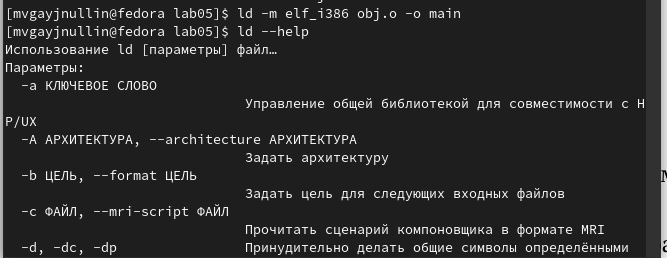 [mvgayjnullin@fedora lab05]$ ld -m elf_i386 obj.o -o main
[mvgayjnullin@fedora lab05]$ ld --help
Использование ld [параметры] файл…
Параметры:
  -a КЛЮЧЕВОЕ СЛОВО
                              Управление общей библиотекой для совместимости с H
P/UX
  -A АРХИТЕКТУРА, --architecture АРХИТЕКТУРА
                              Задать архитектуру
  -b ЦЕЛЬ, --format ЦЕЛЬ
                              Задать цель для следующих входных файлов
  -c ФАЙЛ, --mri-script ФАЙЛ
                              Прочитать сценарий компоновщика в формате MRI
  -d, -dc, -dp                Принудительно делать общие символы определёнными